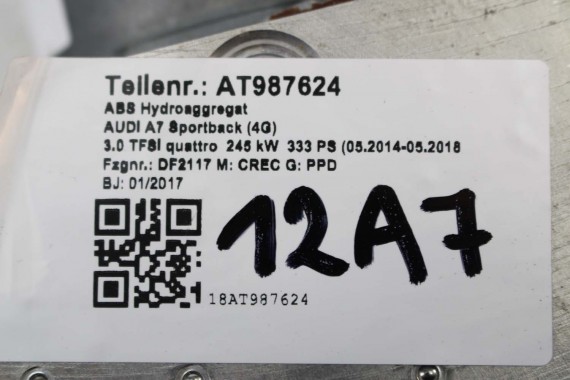 Teilenr.: AT987624
ABS Hydroaggregat
AUDI A7 Sportback (4G)
3.0 TFSI quattro 245 kW 333 PS (05.2014-05.2018
Fzgnr.: DF2117 M: CREC G: PPD
BJ: 01/2017
12A7
18AT987624